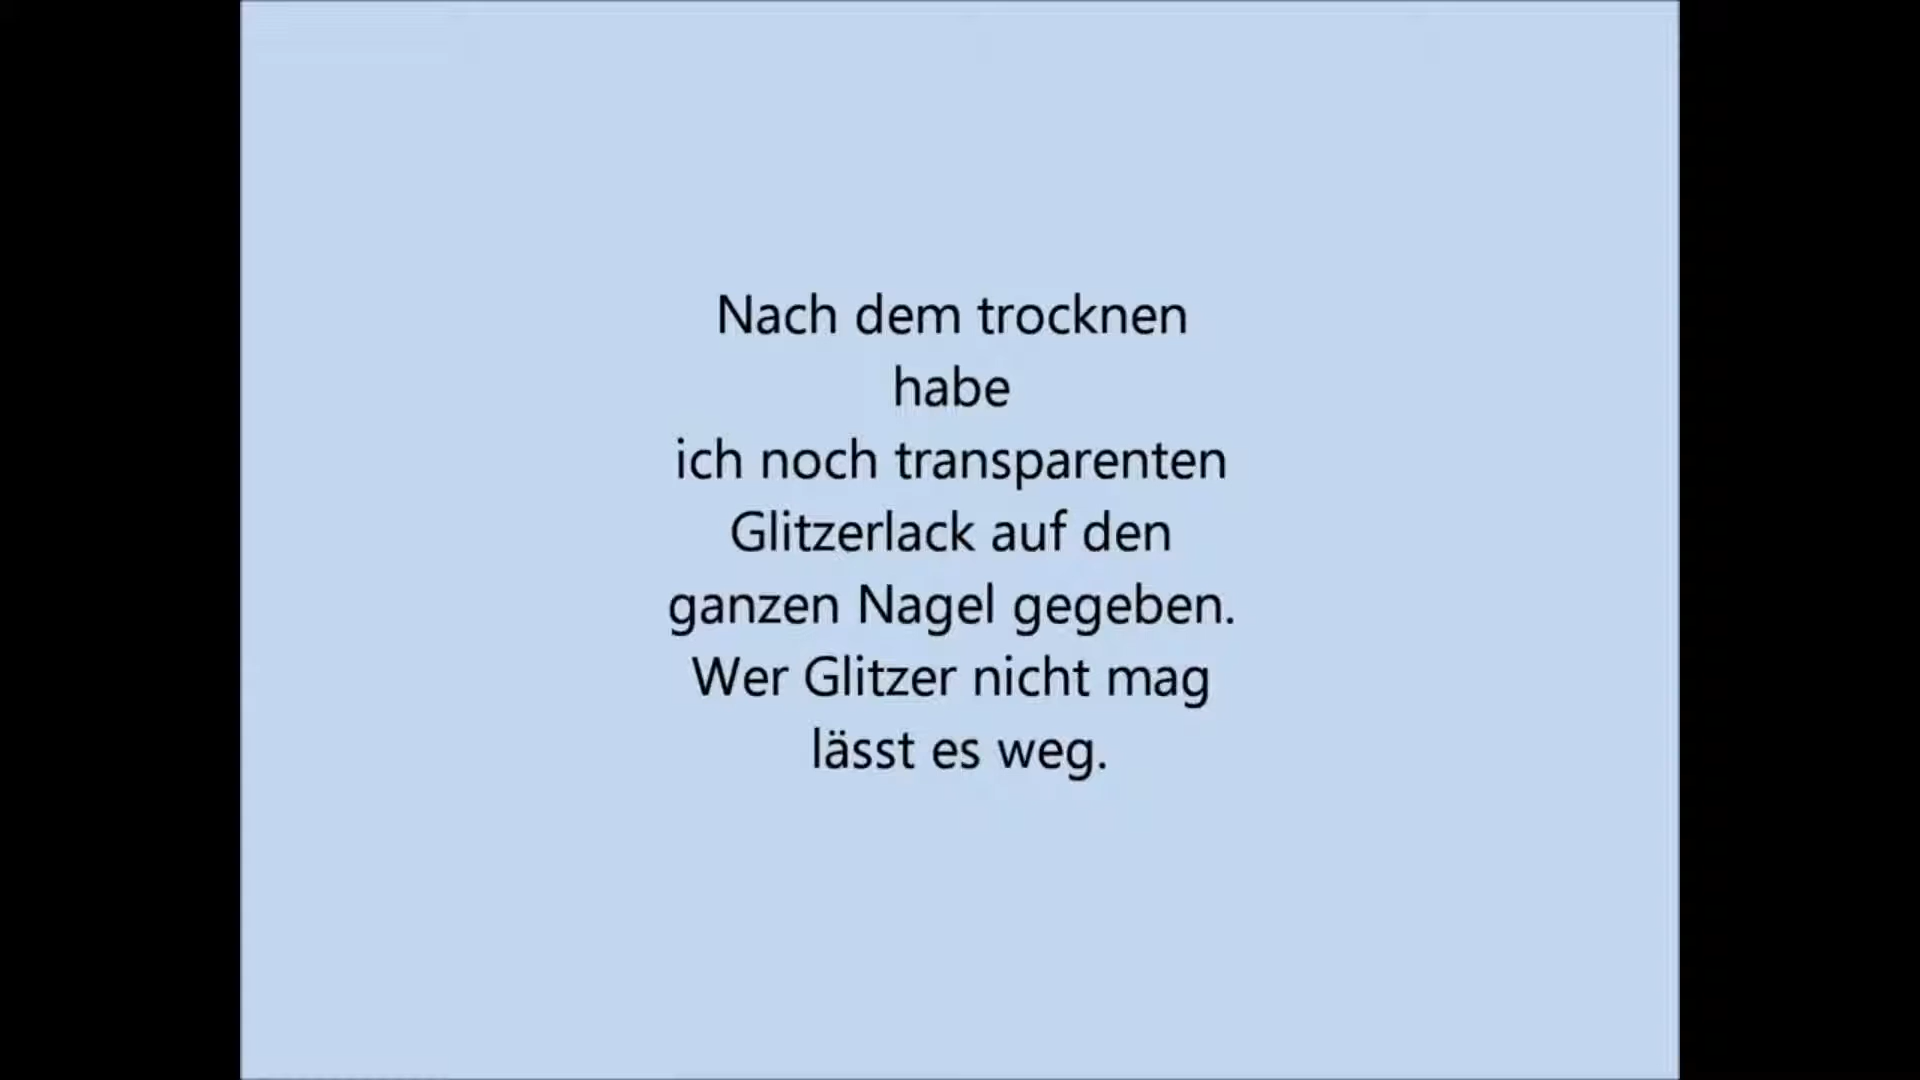 Nach dem trocknen
habe
ich noch transparenten
Glitzerlack auf den
ganzen Nagel gegeben.
Wer Glitzer nicht mag
lässt es weg.